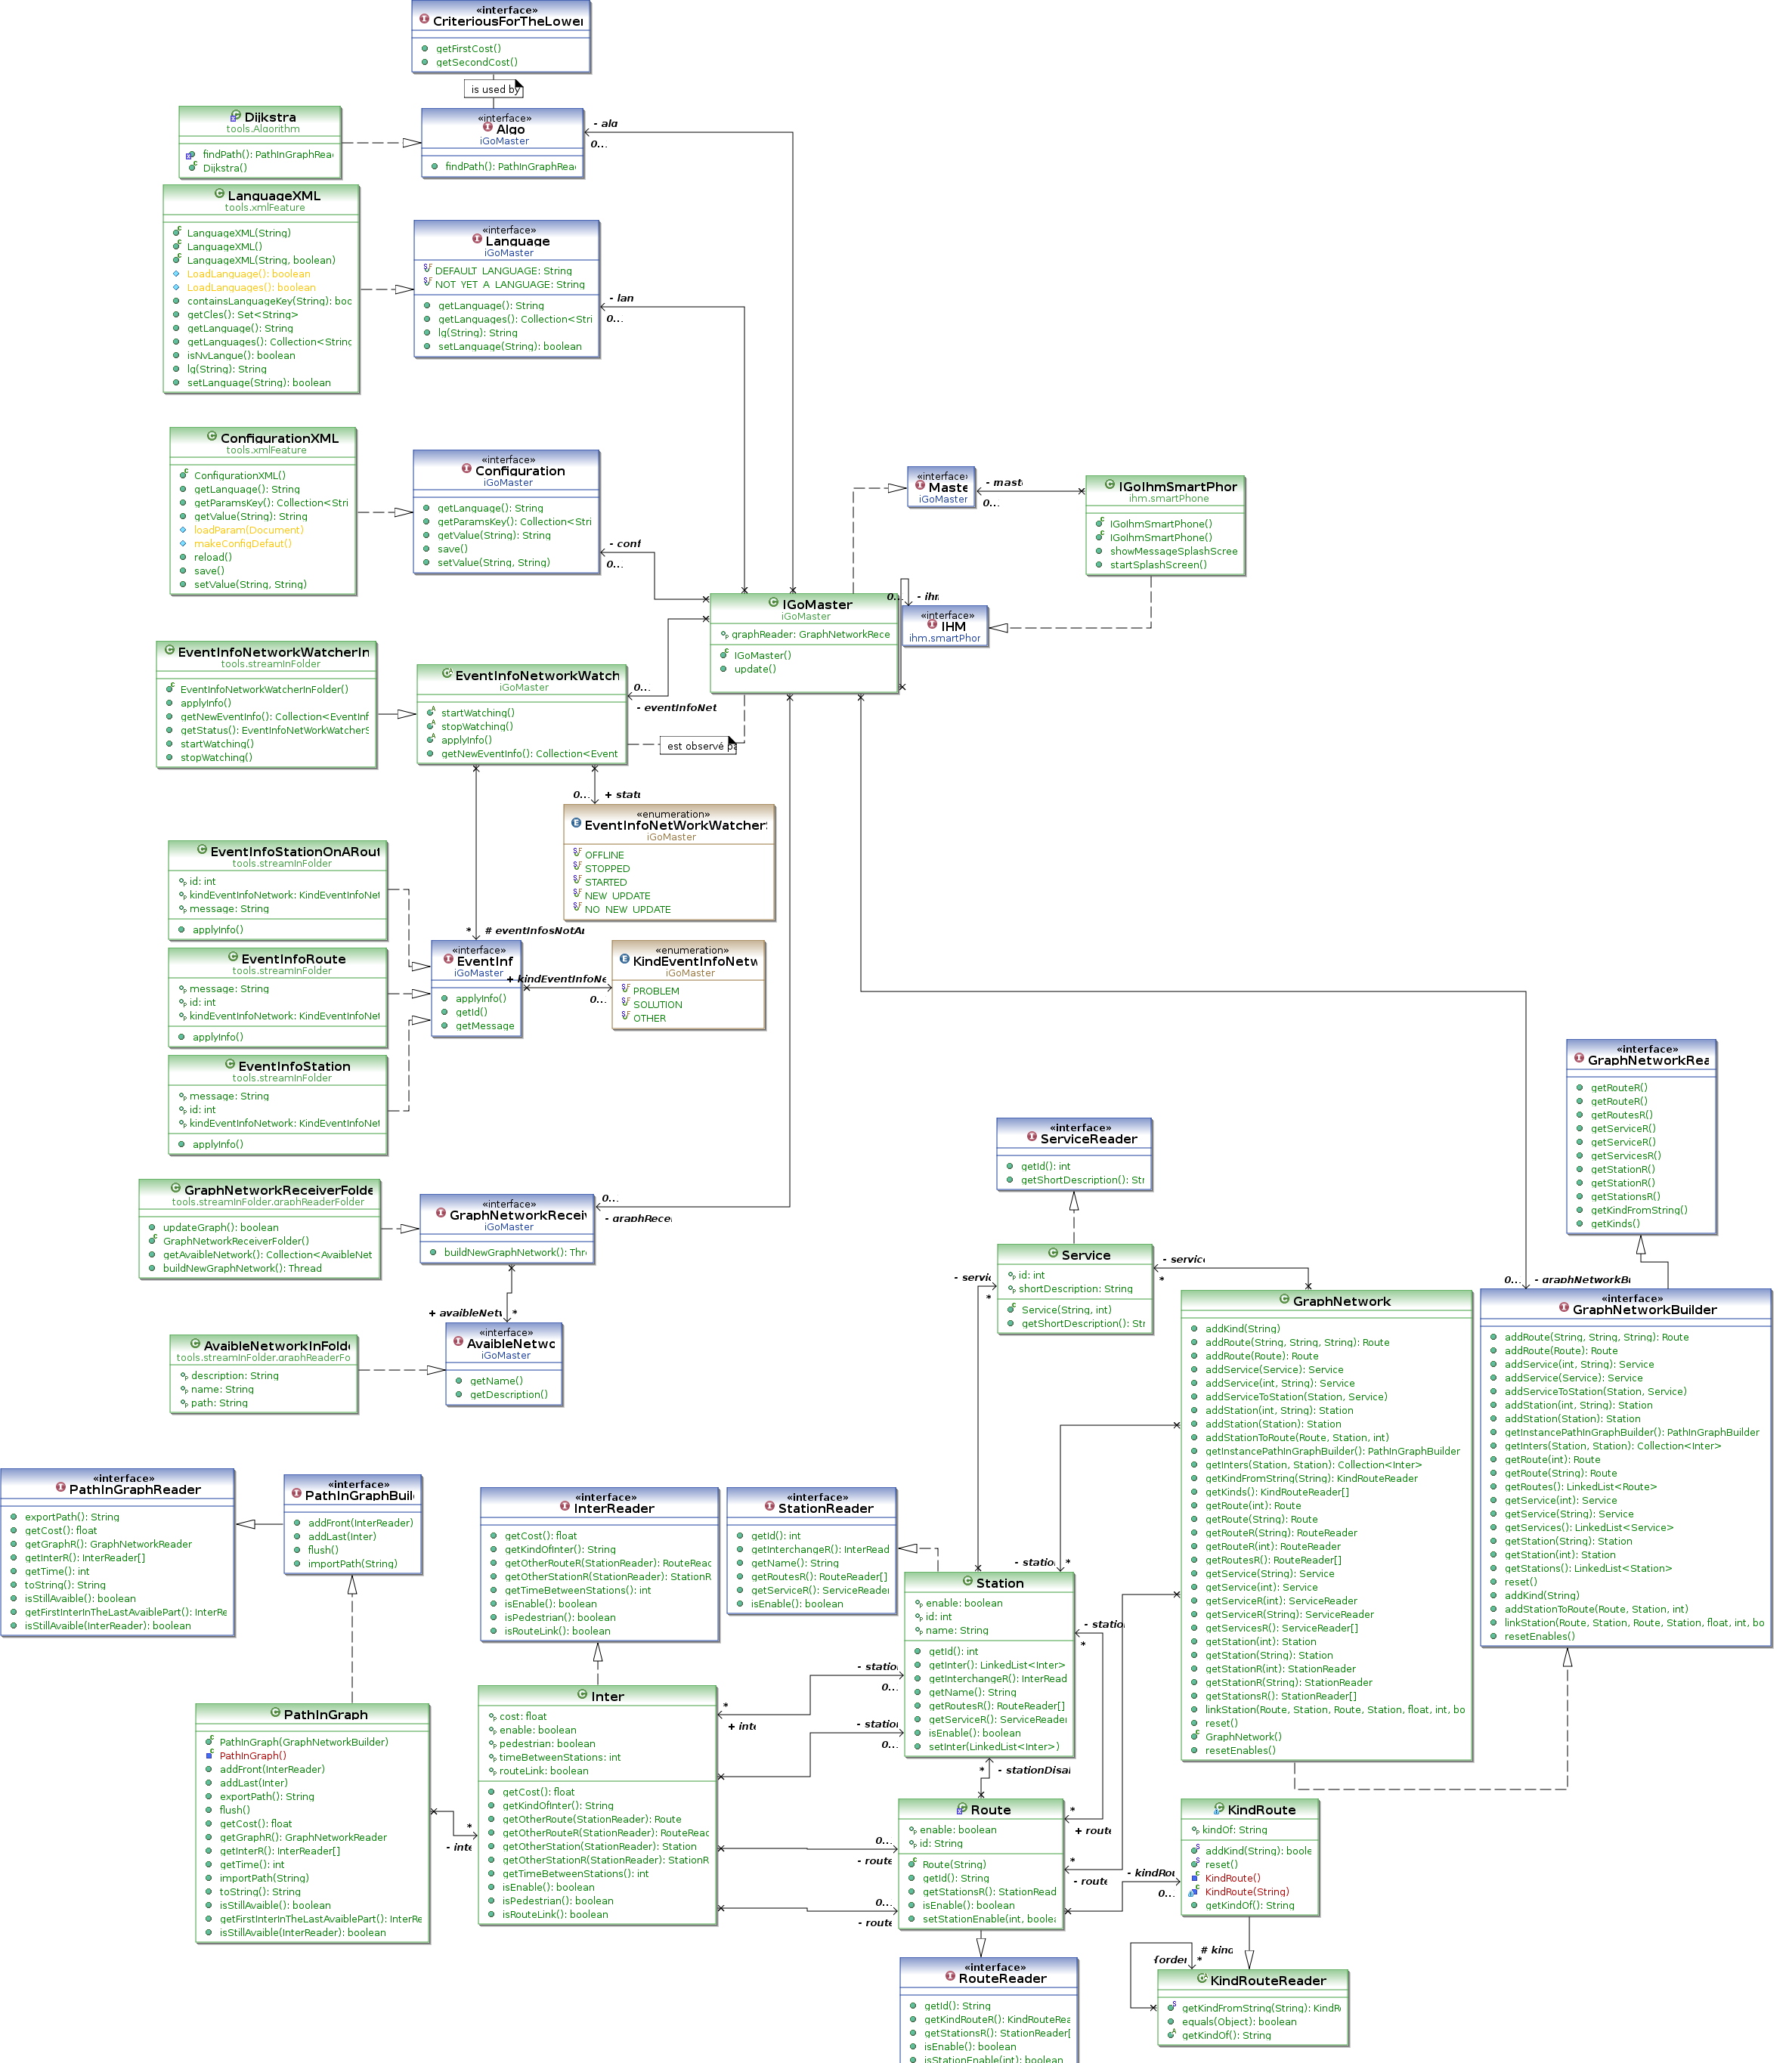 «interface»
CriteriousForTheLower
getFirstCost()
getSecondCost()
is used by
Dijkstra
tools.Algorithm
findPath(): PathInGraphRea
Dijkstra()
«interface»
Algo
iGoMaster
findPath(): PathInGraphRea
- alg
0...
LanguageXML
tools.xmlFeature
LanguageXML(String)
LanguageXML()
LanguageXML(String, boolean)
LoadLanguage(): boolean
LoadLanguages(): boolean
containsLanguageKey(String): boo
getCles(): Set<String>
getLanguage(): String
getLanguages(): Collection<String
isNvLangue(): boolean
lg(String): String
setLanguage(String): boolean
«interface»
Language
iGoMaster
DEFAULT_LANGUAGE: String
NOT_YET_A_LANGUAGE: String
getLanguage(): String
getLanguages(): Collection<Stri
lg(String): String
setLanguage(String): boolean
- lan
0...
ConfigurationXML
tools.xmlFeature
ConfigurationXML()
getLanguage(): String
getParamsKey(): Collection<Stri
getValue(String): String
loadParam(Document)
makeConfigDefaut()
reload()
save()
setValue(String, String)
«interface»
Configuration
iGoMaster
getLanguage(): String
getParamsKey(): Collection<Stri
getValue(String): String
save()
setValue(String, String)
- conf
0...
«interface»
Maste
iGoMaster
- mast
0...
IGoIhmSmartPhor
ihm.smartPhone
IGoIhmSmartPhone()
IGoIhmSmartPhone()
showMessageSplashScree
startSplashScreen()
IGoMaster
iGoMaster
graphReader: GraphNetworkRece
IGoMaster()
update()
0...
- ihm
«interface»
IHM
ihm.smartPhor
EventInfoNetworkWatcherIn
tools.streamInFolder
EventInfoNetworkWatcherInFolder()
applyInfo()
getNewEventInfo(): Collection<EventInf
getStatus(): EventInfoNetWorkWatcherS
startWatching()
stopWatching()
EventInfoNetworkWatch
iGoMaster
startWatching()
stopWatching()
applyInfo()
getNewEventInfo(): Collection<Event
0...
- eventInfoNet
est observé pa
0...
+ statu
«enumeration»
EventInfoNetWorkWatcher
iGoMaster
OFFLINE
STOPPED
STARTED
NEW_UPDATE
NO_NEW_UPDATE
EventInfoStationOnARout
tools.streamInFolder
id: int
kindEventInfoNetwork: KindEventInfoNet
message: String
applyInfo()
EventInfoRoute
tools.streamInFolder
message: String
id: int
kindEventInfoNetwork: KindEventInfoNet
applyInfo()
EventInfoStation
tools.streamInFolder
message: String
id: int
kindEventInfoNetwork: KindEventInfoNet
applyInfo()
*
# eventInfosNotAu
«interface»
EventInf
iGoMaster
applyInfo()
getId()
getMessage
+ kindEventInfoNe
0...
«enumeration»
KindEventInfoNetw
iGoMaster
PROBLEM
SOLUTION
OTHER
GraphNetworkReceiverFolde
tools.streamInFolder.graphReaderFolder
updateGraph(): boolean
GraphNetworkReceiverFolder()
getAvaibleNetwork(): Collection<AvaibleNet
buildNewGraphNetwork(): Thread
«interface»
GraphNetworkReceiv
iGoMaster
buildNewGraphNetwork(): Thre
0...
- graphRecei
+ avaibleNetv
*
AvaibleNetworkInFolde
tools.streamInFolder.graphReaderFo
description: String
name: String
path: String
«interface»
AvaibleNetwo
iGoMaster
getName()
getDescription()
«interface»
ServiceReader
getId(): int
getShortDescription(): Stri
Service
id: int
shortDescription: String
Service(String, int)
getShortDescription(): Stri
- servic
*
- service
*
«interface»
GraphNetworkRea
getRouteR()
getRouteR()
getRoutesR()
getServiceR()
getServiceR()
getServicesR()
getStationR()
getStationR()
getStationsR()
getKindFromString()
getKinds()
0...
- graphNetworkBu
GraphNetwork
addKind(String)
addRoute(String, String, String): Route
addRoute(Route): Route
addService(Service): Service
addService(int, String): Service
addServiceToStation(Station, Service)
addStation(int, String): Station
addStation(Station): Station
addStationToRoute(Route, Station, int)
getInstancePathInGraphBuilder(): PathInGraphBuilder
getInters(Station, Station): Collection<Inter>
getKindFromString(String): KindRouteReader
getKinds(): KindRouteReader[]
getRoute(int): Route
getRoute(String): Route
getRouteR(String): RouteReader
getRouteR(int): RouteReader
getRoutesR(): RouteReader[]
getService(String): Service
getService(int): Service
getServiceR(int): ServiceReader
getServiceR(String): ServiceReader
getServicesR(): ServiceReader[]
getStation(int): Station
getStation(String): Station
getStationR(int): StationReader
getStationR(String): StationReader
getStationsR(): StationReader[]
linkStation(Route, Station, Route, Station, float, int, bo
reset()
GraphNetwork()
resetEnables()
«interface»
GraphNetworkBuilder
addRoute(String, String, String): Route
addRoute(Route): Route
addService(int, String): Service
addService(Service): Service
addServiceToStation(Station, Service)
addStation(int, String): Station
addStation(Station): Station
getInstancePathInGraphBuilder(): PathInGraphBuilder
getInters(Station, Station): Collection<Inter>
getRoute(int): Route
getRoute(String): Route
getRoutes(): LinkedList<Route>
getService(int): Service
getService(String): Service
getServices(): LinkedList<Service>
getStation(String): Station
getStation(int): Station
getStations(): LinkedList<Station>
reset()
addKind(String)
addStationToRoute(Route, Station, int)
linkStation(Route, Station, Route, Station, float, int, bo
resetEnables()
«interface»
PathInGraphReader
exportPath(): String
getCost(): float
getGraphR(): GraphNetworkReader
getInterR(): InterReader[]
getTime(): int
toString(): String
isStillAvaible(): boolean
getFirstInterInTheLastAvaiblePart(): InterRe
isStillAvaible(InterReader): boolean
«interface»
PathInGraphBuil
addFront(InterReader)
addLast(Inter)
flush()
importPath(String)
«interface»
InterReader
getCost(): float
getKindOfInter(): String
getOtherRouteR(StationReader): RouteReac
getOtherStationR(StationReader): StationR
getTimeBetweenStations(): int
isEnable(): boolean
isPedestrian(): boolean
isRouteLink(): boolean
«interface»
StationReader
getId(): int
getInterchangeR(): InterRead
getName(): String
getRoutesR(): RouteReader[]
getServiceR(): ServiceReader
isEnable(): boolean
- station
*
Station
enable: boolean
id: int
name: String
getId(): int
getInter(): LinkedList<Inter>
getInterchangeR(): InterRead
getName(): String
getRoutesR(): RouteReader[]
getServiceR(): ServiceReader
isEnable(): boolean
setInter(LinkedList<Inter>)
- station
*
PathInGraph
PathInGraph(GraphNetworkBuilder)
PathInGraph()
addFront(InterReader)
addLast(Inter)
exportPath(): String
flush()
getCost(): float
getGraphR(): GraphNetworkReader
getInterR(): InterReader[]
getTime(): int
importPath(String)
toString(): String
isStillAvaible(): boolean
getFirstInterInTheLastAvaiblePart(): InterRe
isStillAvaible(InterReader): boolean
*
- inte
Inter
cost: float
enable: boolean
pedestrian: boolean
timeBetweenStations: int
routeLink: boolean
getCost(): float
getKindOfInter(): String
getOtherRoute(StationReader): Route
getOtherRouteR(StationReader): RouteReac
getOtherStation(StationReader): Station
getOtherStationR(StationReader): StationR
getTimeBetweenStations(): int
isEnable(): boolean
isPedestrian(): boolean
isRouteLink(): boolean
- statio
0...
*
+ inte
- station
0...
0...
- route
0...
- route
*
- stationDisal
Route
enable: boolean
id: String
Route(String)
getId(): String
getStationsR(): StationRead
isEnable(): boolean
setStationEnable(int, boolea
*
+ route
*
- route
- kindRou
0...
KindRoute
kindOf: String
addKind(String): boole
reset()
KindRoute()
KindRoute(String)
getKindOf(): String
# kind
{order
*
KindRouteReader
getKindFromString(String): KindR
equals(Object): boolean
getKindOf(): String
«interface»
RouteReader
getId(): String
getKindRouteR(): KindRouteRea
getStationsR(): StationReader[
isEnable(): boolean
isStationEnable(int): boolean